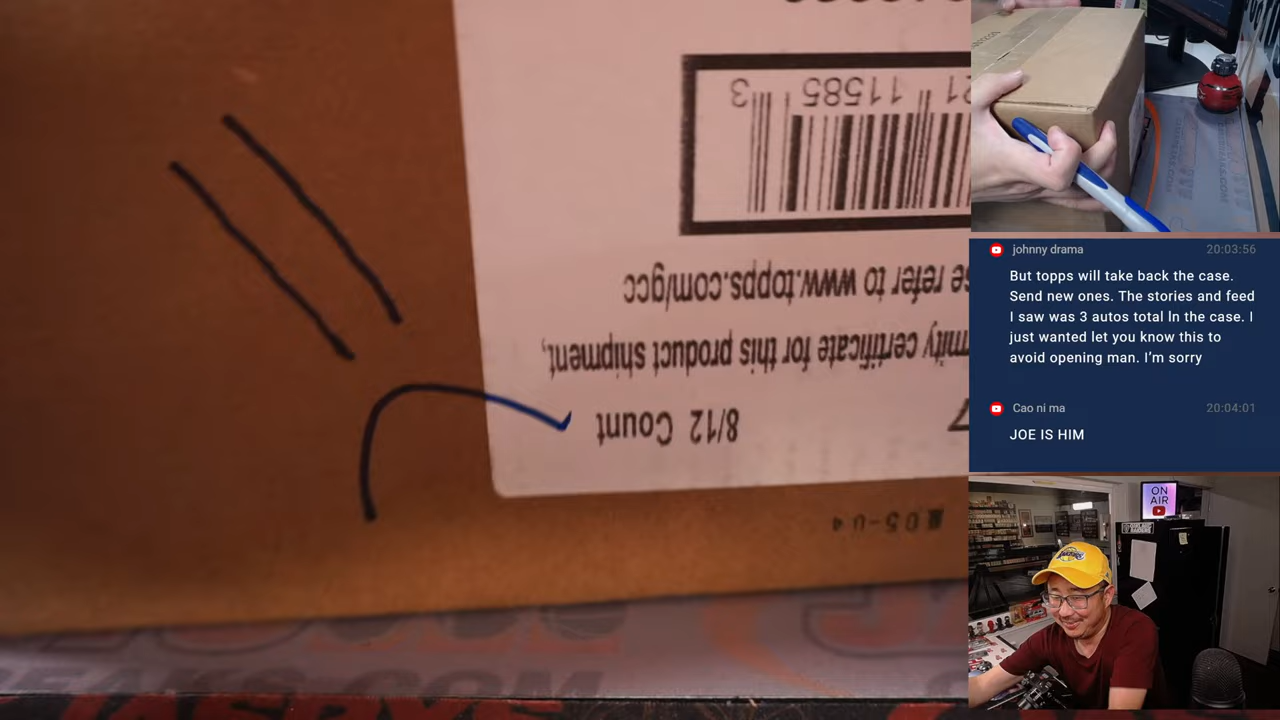 21 11585 3
se refer to www.topps.com/gcc
mity certificate for this product shipment,
8/12 Count
7
johnny drama 20:03:56
But topps will take back the case.
Send new ones. The stories and feed
I saw was 3 autos total In the case. I
just wanted let you know this to
avoid opening man. I'm sorry
Cao ni ma 20:04:01
JOE IS HIM
ON
AIR